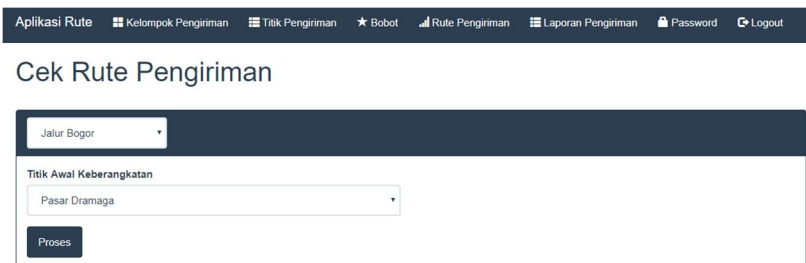 Aplikasi Rute Kelompok Pengiriman Titik Pengiriman Bobot Rute Pengiriman Laporan Pengiriman Password Logout
Cek Rute Pengiriman
Jalur Bogor
Titik Awal Keberangkatan
Pasar Dramaga
Proses